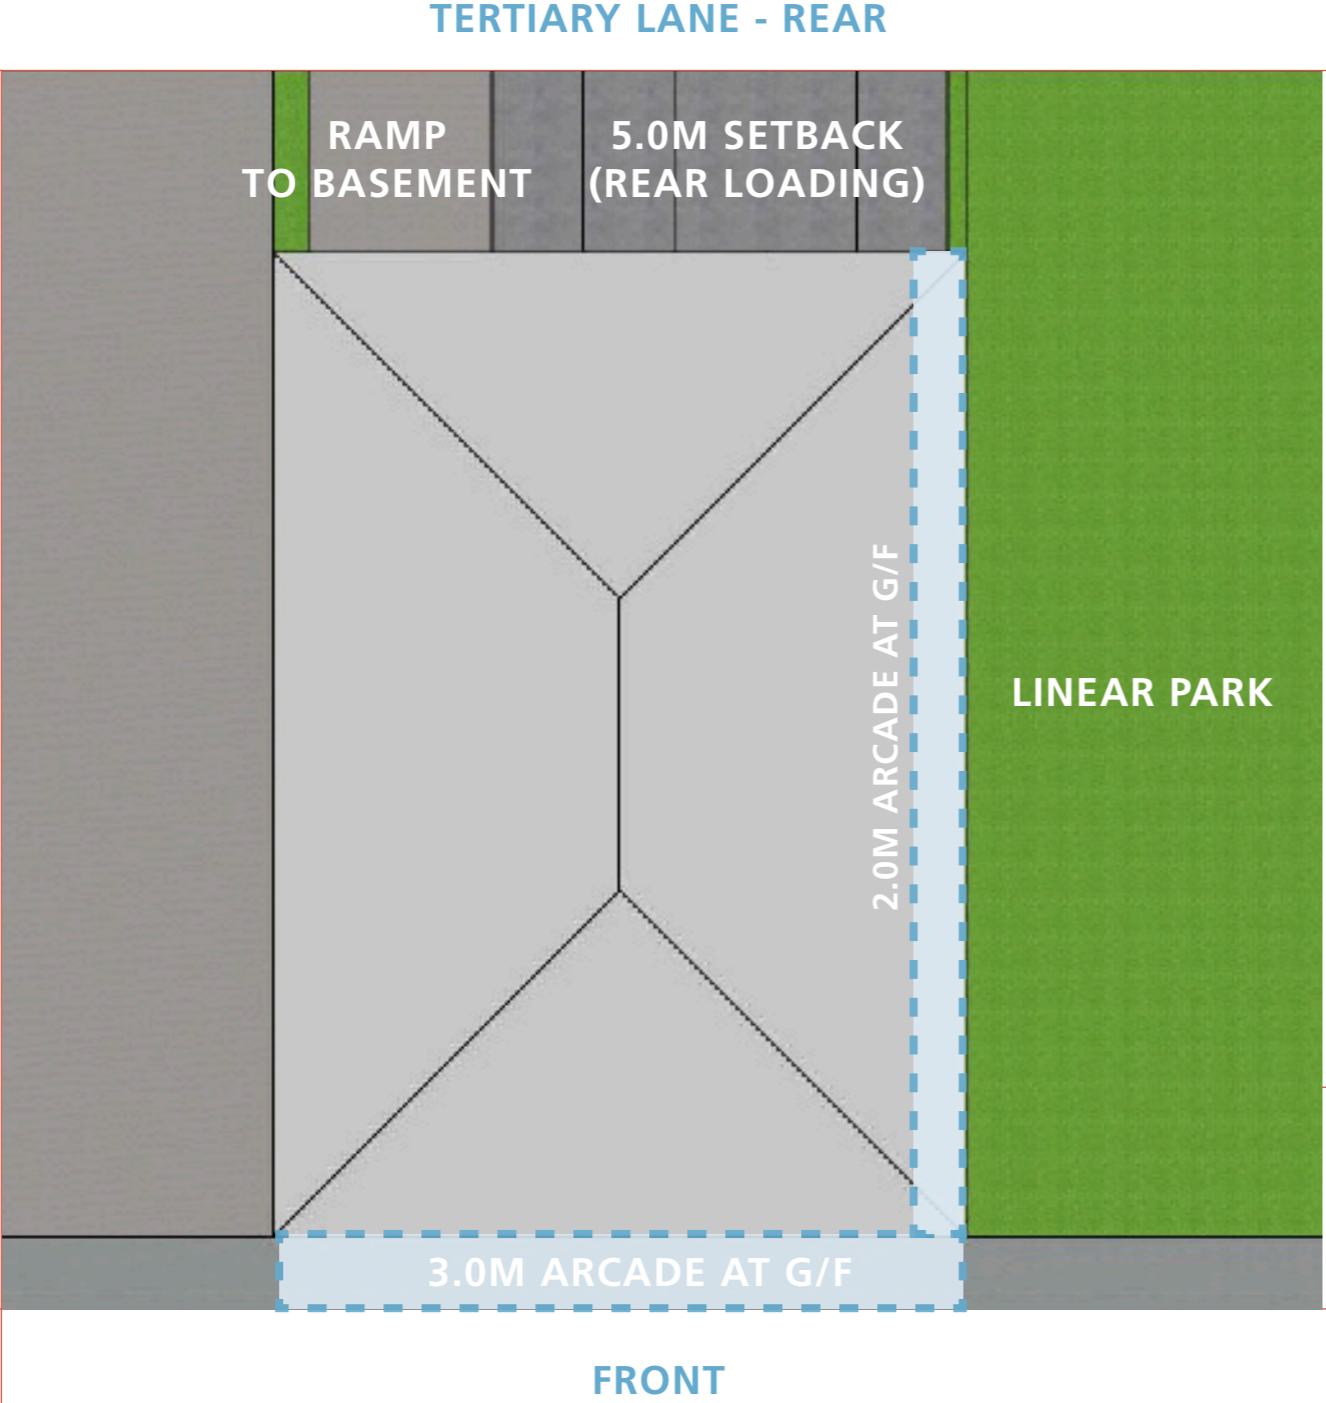 TERTIARY LANE - REAR
RAMP
TO BASEMENT
5.0M SETBACK
(REAR LOADING)
2.0M ARCADE AT G/F
LINEAR PARK
3.0M ARCADE AT G/F
FRONT